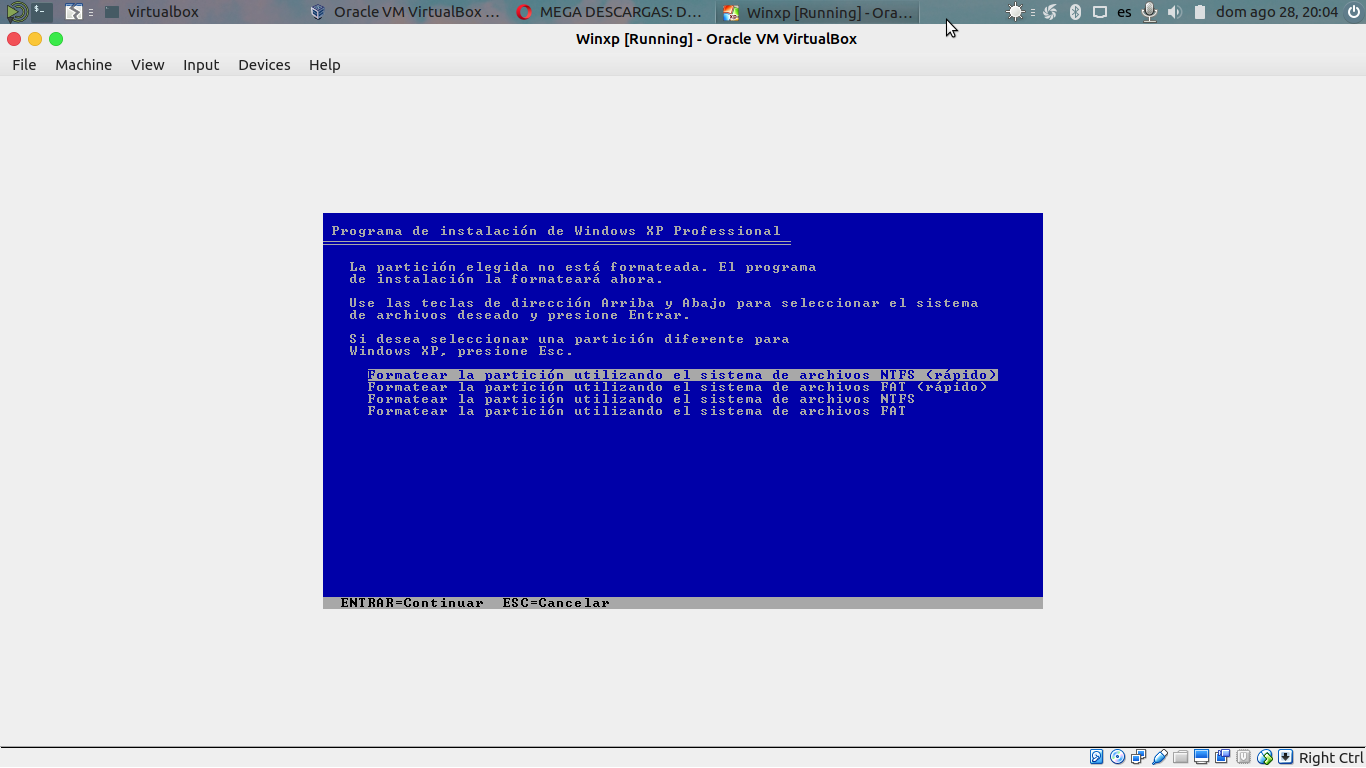 virtualbox
Oracle VM VirtualBox ...
MEGA DESCARGAS: D...
Winxp [Running] - Ora...
es
dom ago 28, 20:04
Winxp [Running] - Oracle VM VirtualBox
File Machine View Input Devices Help
Programa de instalación de Windows XP Professional
La partición elegida no está formateada. El programa
de instalación la formateará ahora.
Use las teclas de dirección Arriba y Abajo para seleccionar el sistema
de archivos deseado y presione Entrar.
Si desea seleccionar una partición diferente para
Windows XP, presione Esc.
Formatear la partición utilizando el sistema de archivos NTFS (rápido)
Formatear la partición utilizando el sistema de archivos FAT (rápido)
Formatear la partición utilizando el sistema de archivos NTFS
Formatear la partición utilizando el sistema de archivos FAT
ENTRAR=Continuar ESC=Cancelar
Right Ctrl